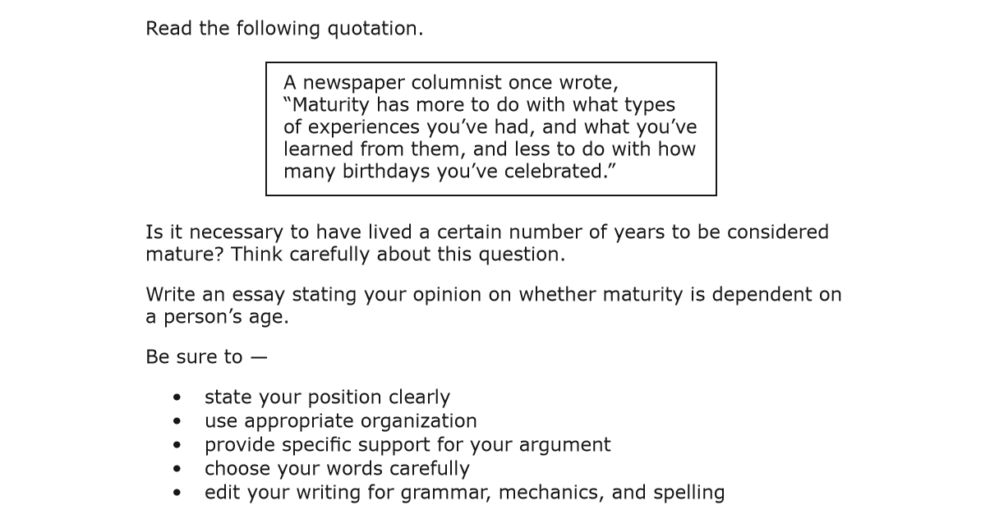 Read the following quotation.
A newspaper columnist once wrote,
“Maturity has more to do with what types
of experiences you’ve had, and what you’ve
learned from them, and less to do with how
many birthdays you’ve celebrated.”
Is it necessary to have lived a certain number of years to be considered
mature? Think carefully about this question.
Write an essay stating your opinion on whether maturity is dependent on
a person’s age.
Be sure to —
• state your position clearly
• use appropriate organization
• provide specific support for your argument
• choose your words carefully
• edit your writing for grammar, mechanics, and spelling